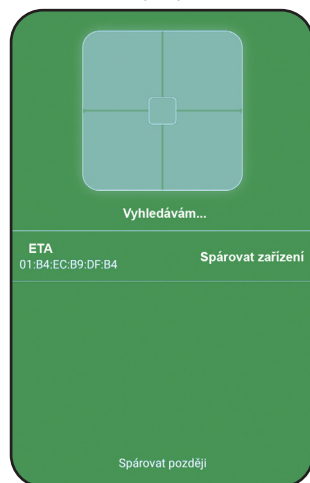 Vyhledávám...
ETA
01:B4:EC:B9:DF:B4
Spárovat zařízení
Spárovat později